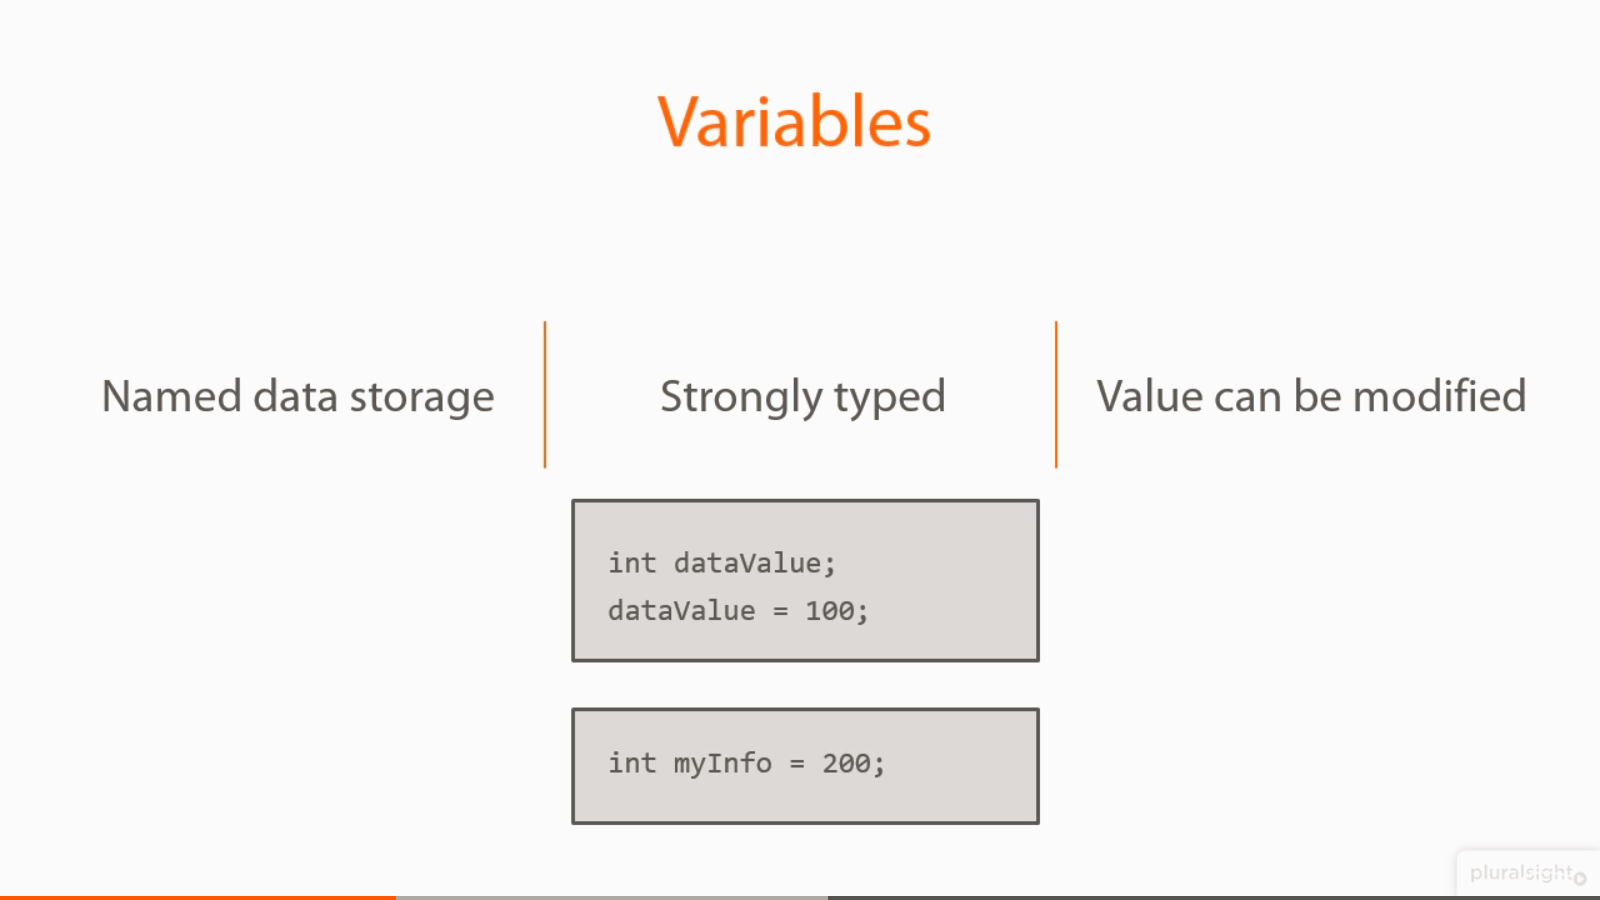 Variables
Named data storage
Strongly typed
Value can be modified
int dataValue;
dataValue = 100;
int myInfo = 200;
pluralsight